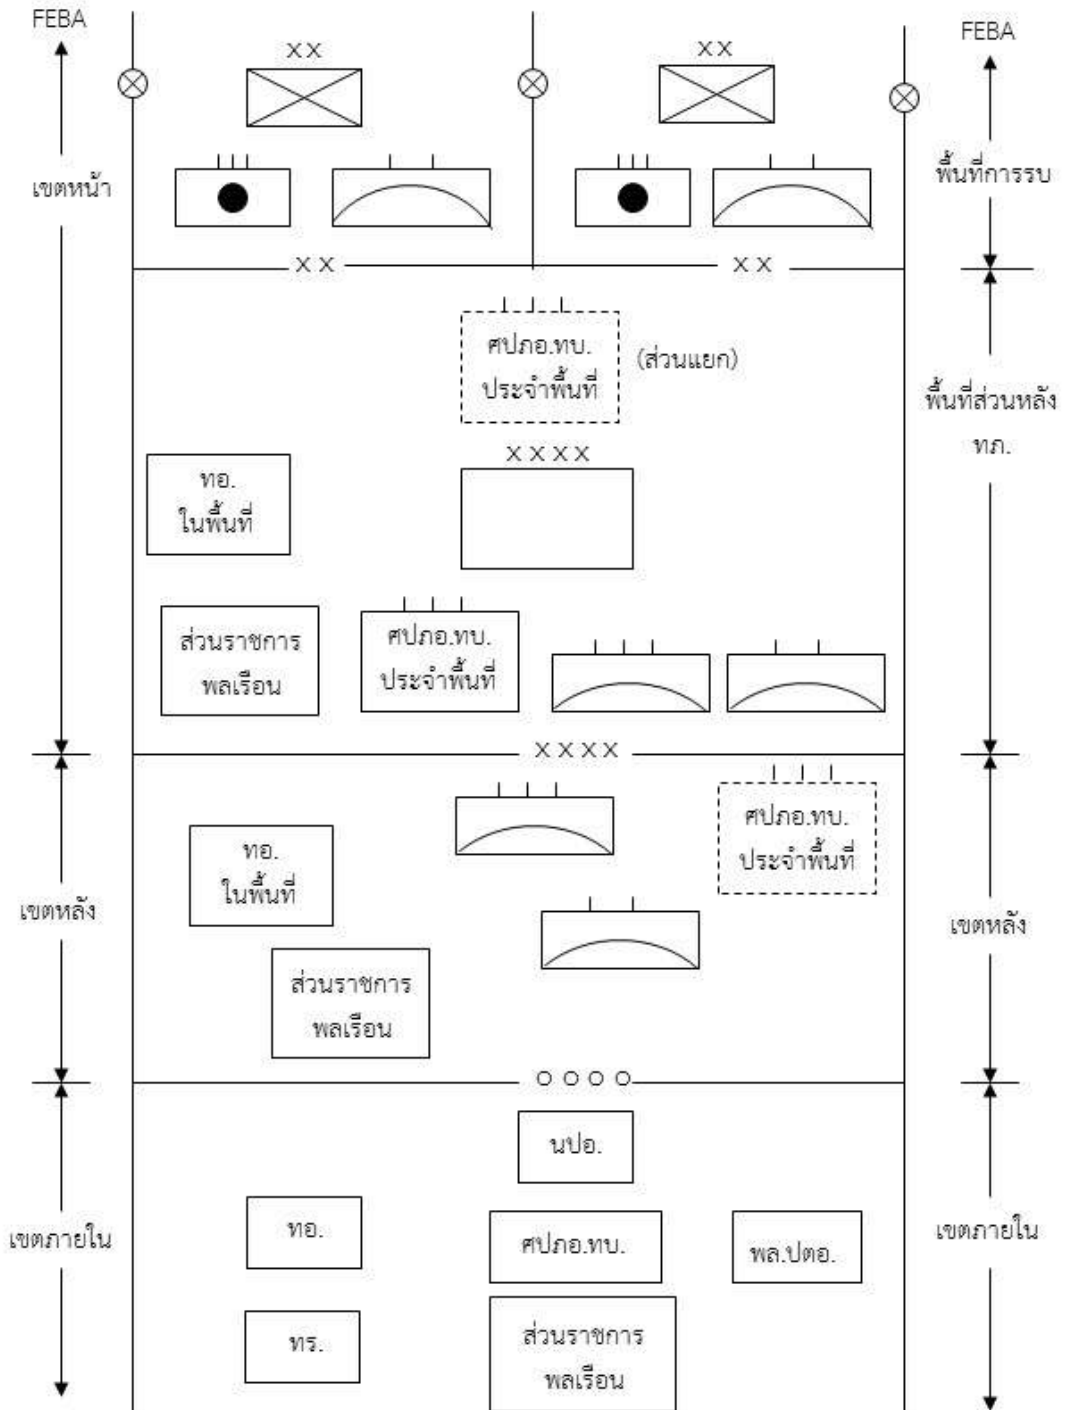 FEBA
FEBA
X X
X X
เขตหน้า
พื้นที่การรบ
X X
X X
ศปภอ.ทบ.
ประจำพื้นที่
(ส่วนแยก)
พื้นที่ส่วนหลัง
ทภ.
X X X X
ทอ.
ในพื้นที่
ส่วนราชการ
พลเรือน
ศปภอ.ทบ.
ประจำพื้นที่
X X X X
ศปภอ.ทบ.
ประจำพื้นที่
ทอ.
ในพื้นที่
เขตหลัง
เขตหลัง
ส่วนราชการ
พลเรือน
O O O O
นปอ.
เขตภายใน
ทอ.
ศปภอ.ทบ.
พล.ปตอ.
เขตภายใน
ทร.
ส่วนราชการ
พลเรือน